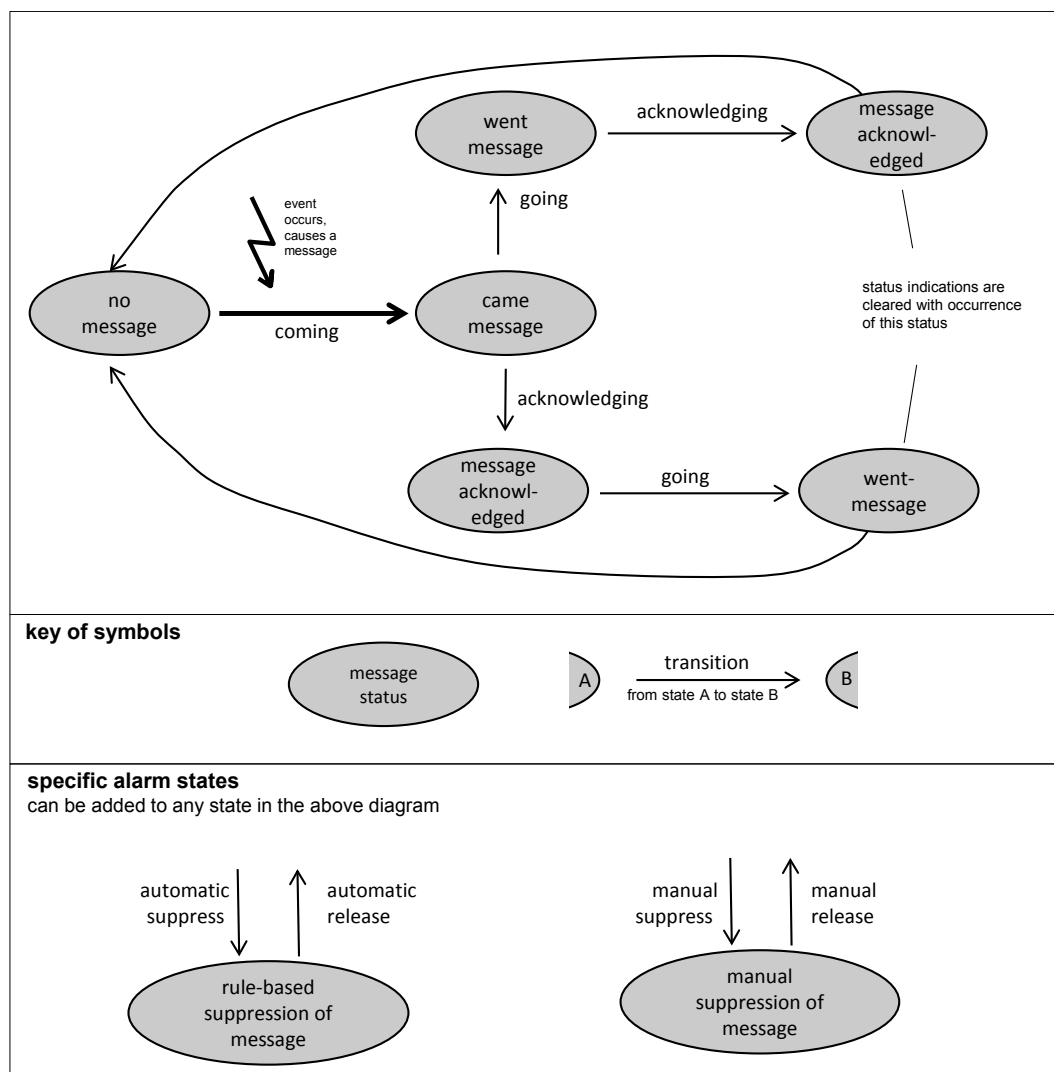 went
message
acknowledging
message
acknowl-
edged
going
event
occurs,
causes a
message
no
message
coming
came
message
status indications are
cleared with occurrence
of this status
acknowledging
message
acknowl-
edged
going
went-
message
key of symbols
message
status
A
transition
from state A to state B
B
specific alarm states
can be added to any state in the above diagram
automatic
suppress
automatic
release
rule-based
suppression of
message
manual
suppress
manual
release
manual
suppression of
message